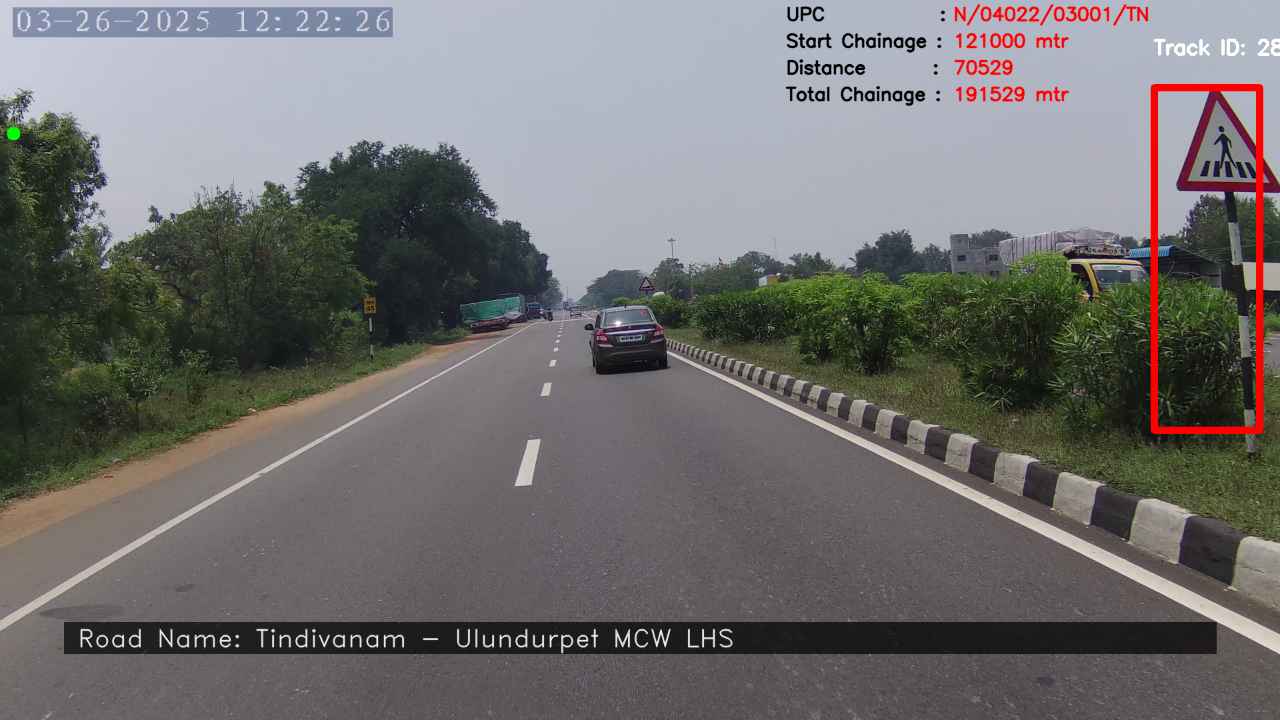 03-26-2025 12:22:26
UPC : N/04022/03001/TN
Start Chainage : 121000 mtr
Distance : 70529
Total Chainage : 191529 mtr
Track ID: 28
Road Name: Tindivanam - Ulundurpet MCW LHS